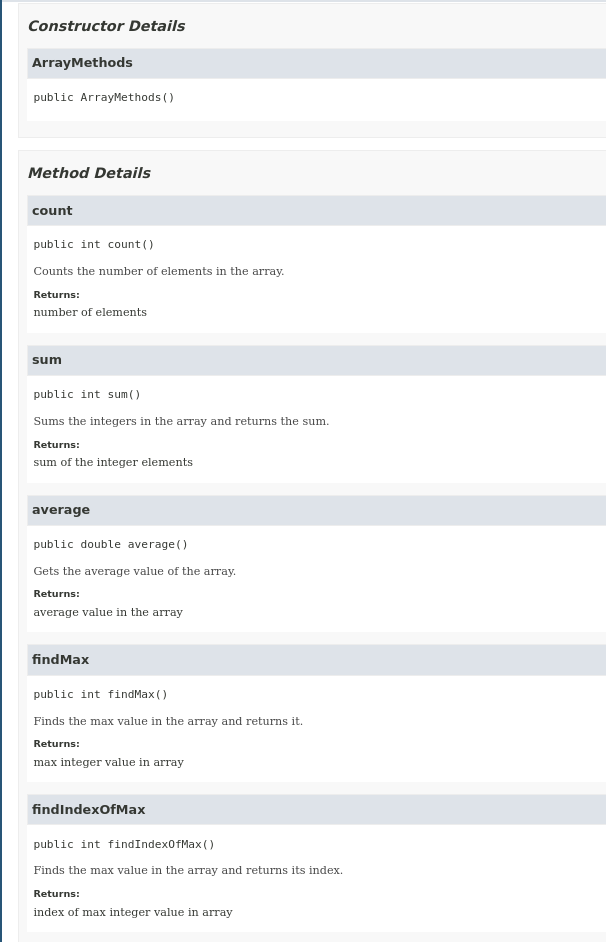 Constructor Details
ArrayMethods
public ArrayMethods()
Method Details
count
public int count()
Counts the number of elements in the array.
Returns:
number of elements
sum
public int sum()
Sums the integers in the array and returns the sum.
Returns:
sum of the integer elements
average
public double average()
Gets the average value of the array.
Returns:
average value in the array
findMax
public int findMax()
Finds the max value in the array and returns it.
Returns:
max integer value in array
findIndexOfMax
public int findIndexOfMax()
Finds the max value in the array and returns its index.
Returns:
index of max integer value in array